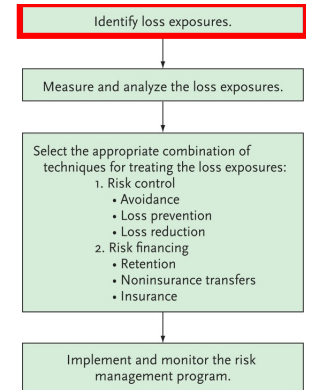 Identify loss exposures.
Measure and analyze the loss exposures.
Select the appropriate combination of
techniques for treating the loss exposures:
1. Risk control
• Avoidance
• Loss prevention
• Loss reduction
2. Risk financing
• Retention
• Noninsurance transfers
• Insurance
Implement and monitor the risk
management program.